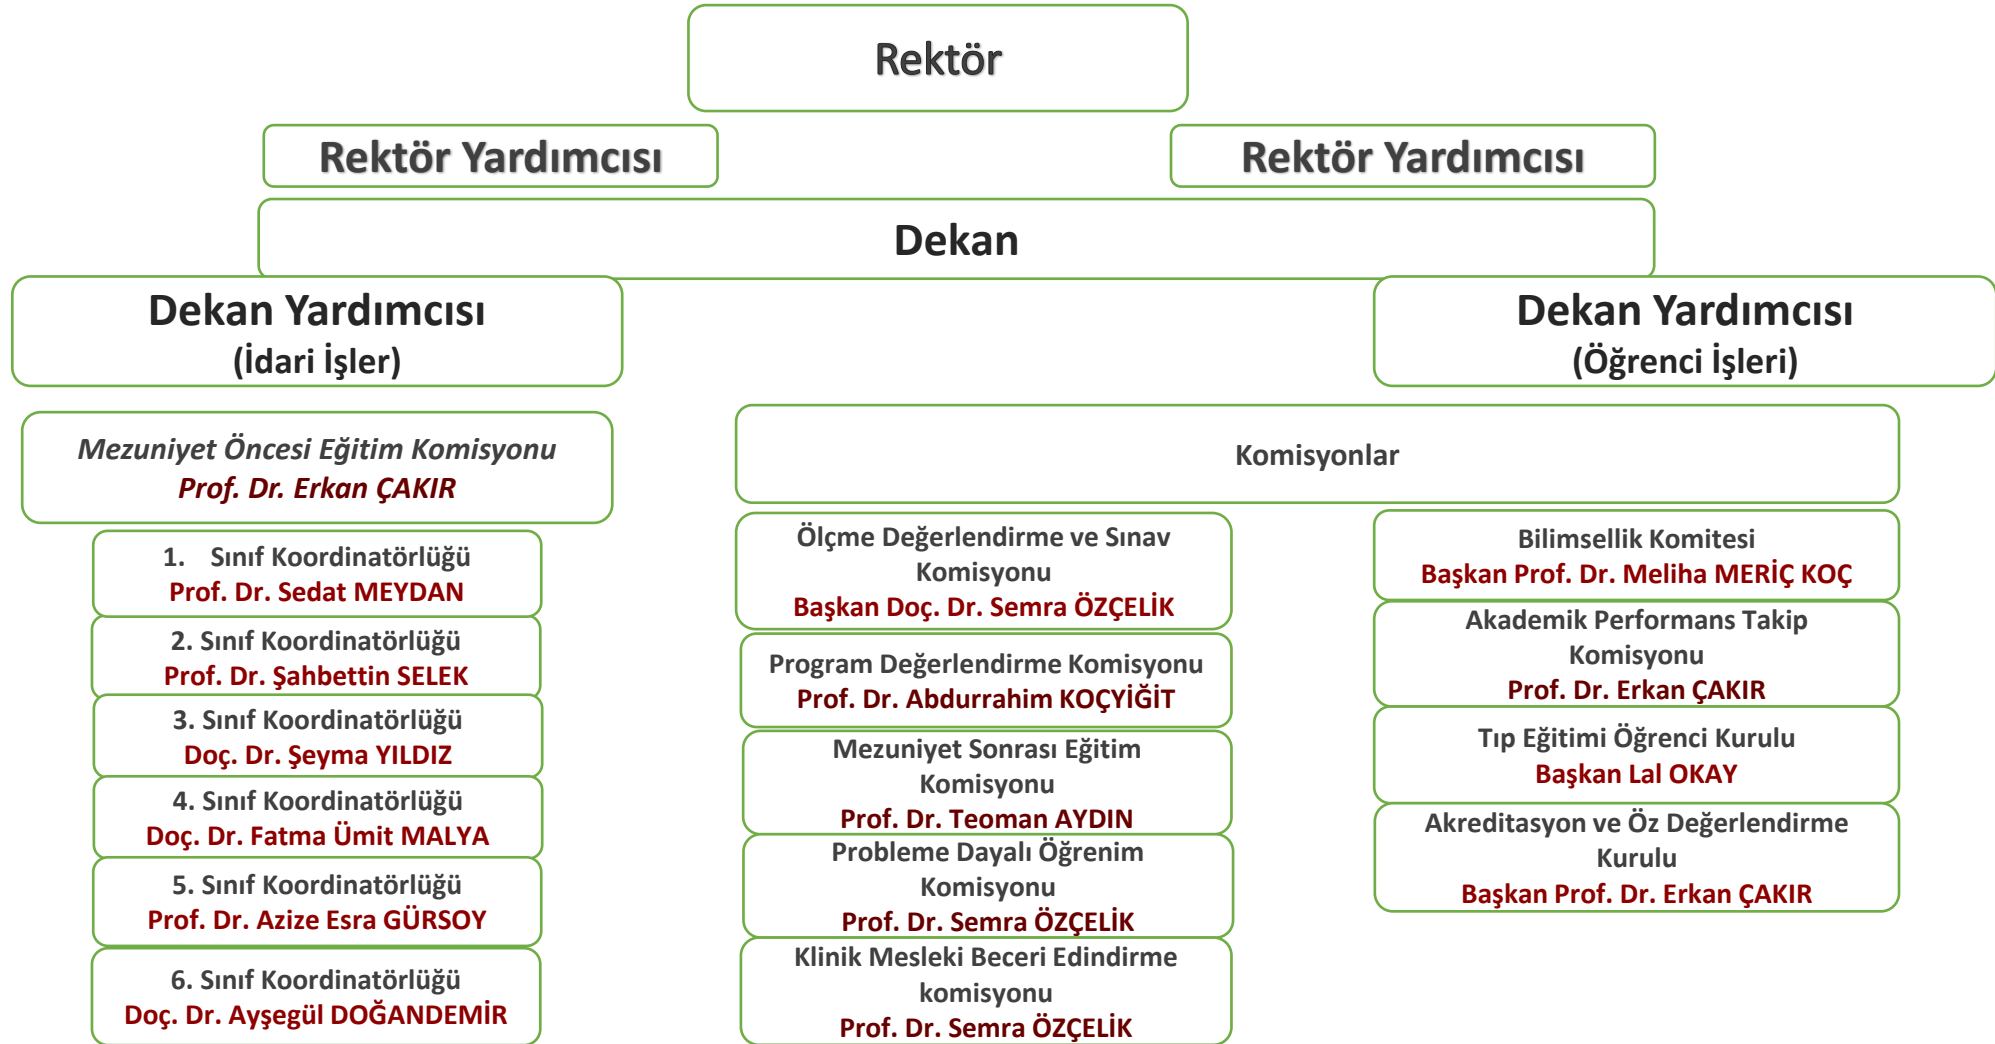 Rektör
Rektör Yardımcısı
Rektör Yardımcısı
Dekan
Dekan Yardımcısı
(İdari İşler)
Dekan Yardımcısı
(Öğrenci İşleri)
Mezuniyet Öncesi Eğitim Komisyonu
Prof. Dr. Erkan ÇAKIR
1. Sınıf Koordinatörlüğü
Prof. Dr. Sedat MEYDAN
2. Sınıf Koordinatörlüğü
Prof. Dr. Şahbettin SELEK
3. Sınıf Koordinatörlüğü
Doç. Dr. Şeyma YILDIZ
4. Sınıf Koordinatörlüğü
Doç. Dr. Fatma Ümit MALYA
5. Sınıf Koordinatörlüğü
Prof. Dr. Azize Esra GÜRSOY
6. Sınıf Koordinatörlüğü
Doç. Dr. Ayşegül DOĞANDEMİR
Komisyonlar
Ölçme Değerlendirme ve Sınav
Komisyonu
Başkan Doç. Dr. Semra ÖZÇELİK
Program Değerlendirme Komisyonu
Prof. Dr. Abdurrahim KOÇYİĞİT
Mezuniyet Sonrası Eğitim
Komisyonu
Prof. Dr. Teoman AYDIN
Probleme Dayalı Öğrenim
Komisyonu
Prof. Dr. Semra ÖZÇELİK
Klinik Mesleki Beceri Edindirme
komisyonu
Prof. Dr. Semra ÖZÇELİK
Bilimsellik Komitesi
Başkan Prof. Dr. Meliha MERİÇ KOÇ
Akademik Performans Takip
Komisyonu
Prof. Dr. Erkan ÇAKIR
Tıp Eğitimi Öğrenci Kurulu
Başkan Lal OKAY
Akreditasyon ve Öz Değerlendirme
Kurulu
Başkan Prof. Dr. Erkan ÇAKIR